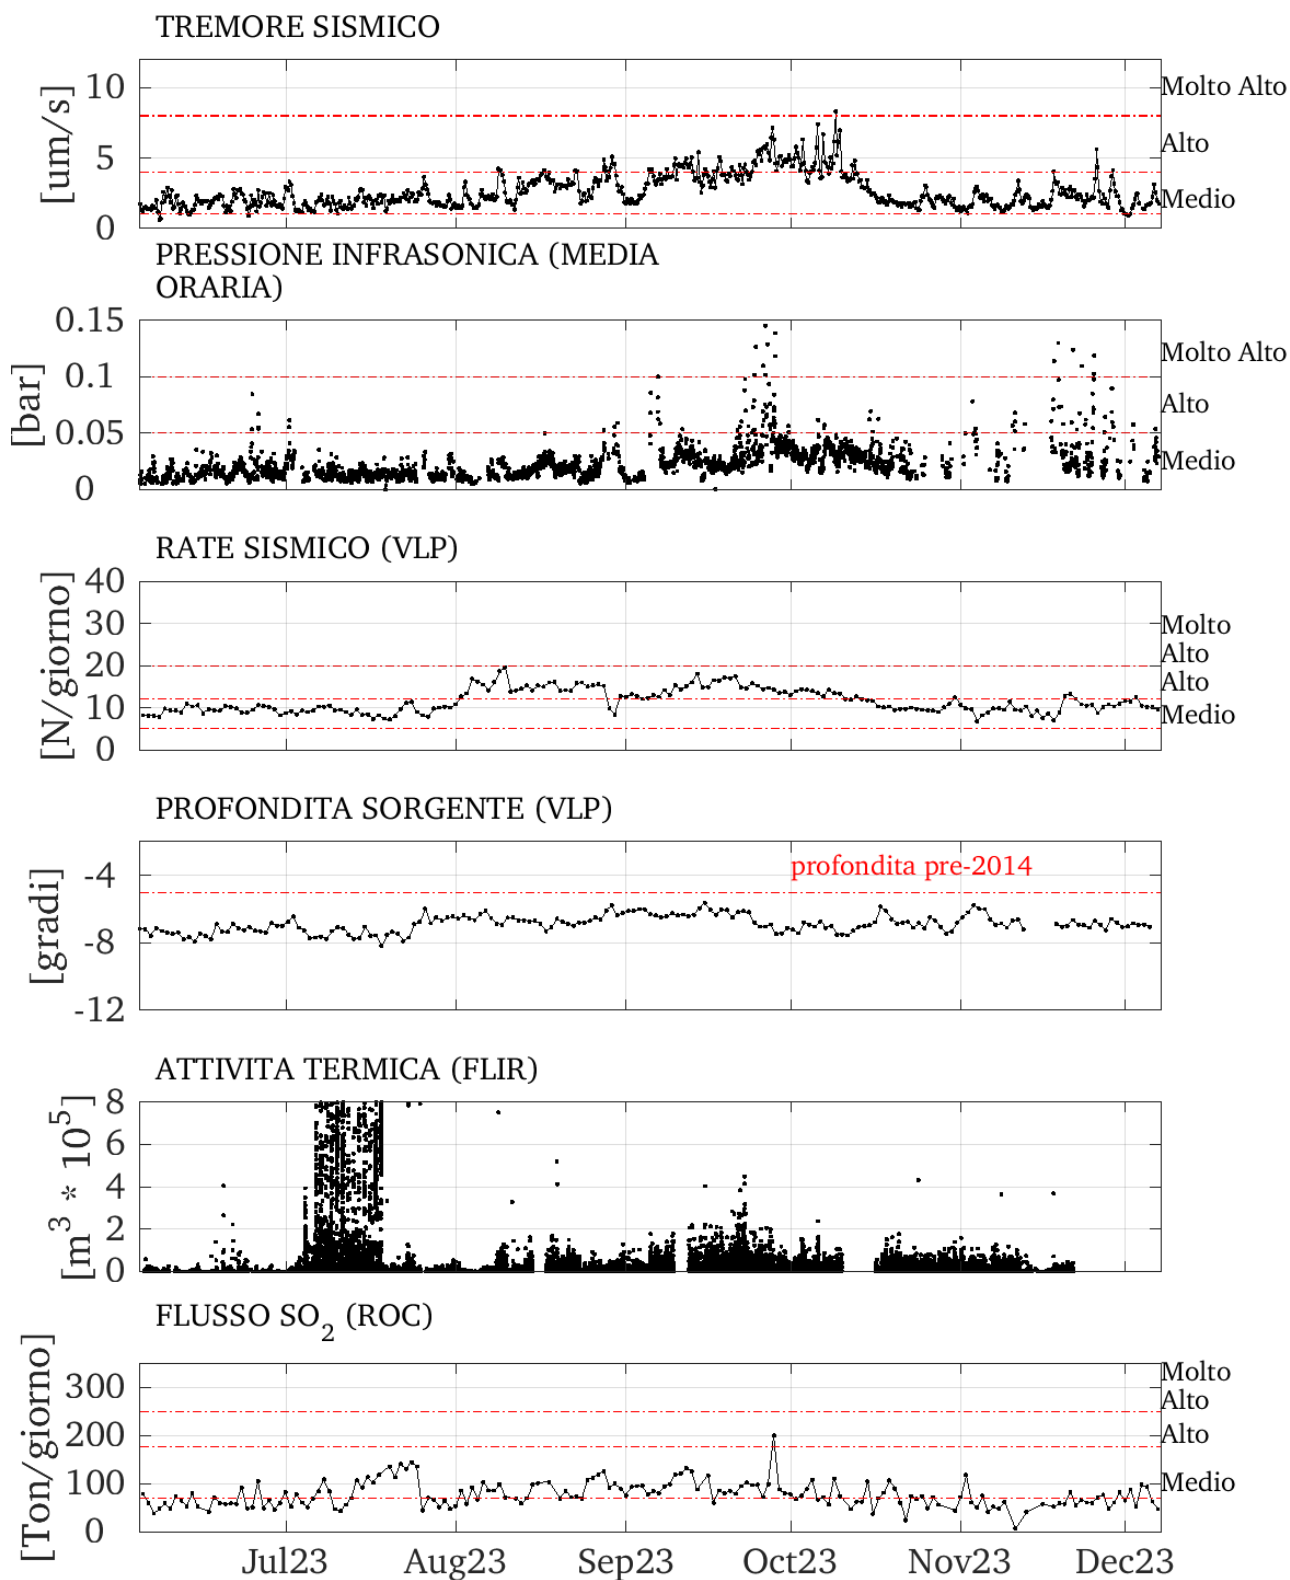 TREMORE SISMICO
[um/s]
10
5
0
Molto Alto
Alto
Medio
PRESSIONE INFRASONICA (MEDIA
ORARIA)
[bar]
0.15
0.1
0.05
0
Molto Alto
Alto
Medio
RATE SISMICO (VLP)
[N/giorno]
40
30
20
10
0
Molto
Alto
Alto
Medio
PROFONDITA SORGENTE (VLP)
[gradi]
-4
-8
-12
profondita pre-2014
ATTIVITA TERMICA (FLIR)
[m³ * 10⁵]
8
6
4
2
0
FLUSSO SO₂ (ROC)
[Ton/giorno]
300
200
100
0
Molto
Alto
Alto
Medio
Jul23 Aug23 Sep23 Oct23 Nov23 Dec23